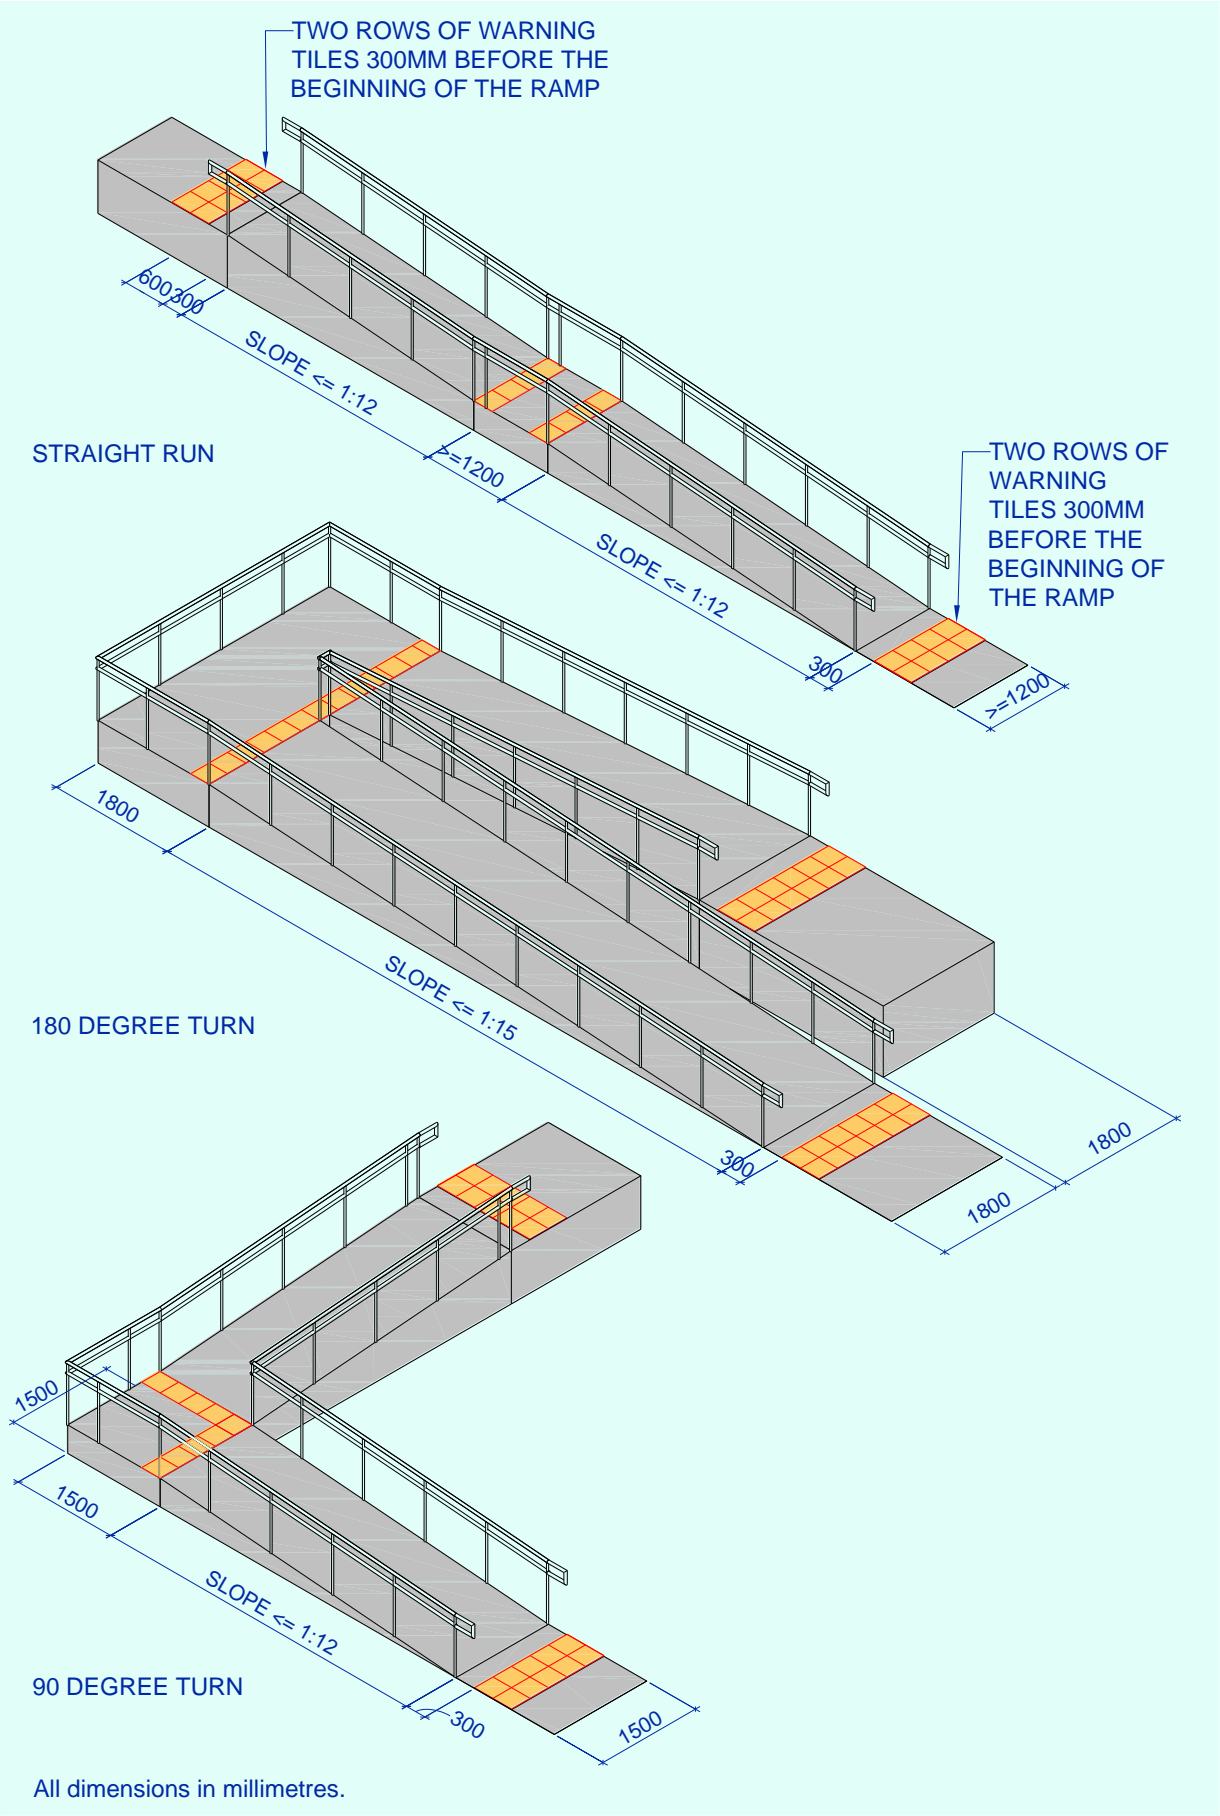 TWO ROWS OF WARNING
TILES 300MM BEFORE THE
BEGINNING OF THE RAMP
600
300
SLOPE <= 1:12
>=1200
SLOPE <= 1:12
300
>=1200
STRAIGHT RUN
TWO ROWS OF
WARNING
TILES 300MM
BEFORE THE
BEGINNING OF
THE RAMP
1800
SLOPE <= 1:15
300
1800
1800
180 DEGREE TURN
1500
1500
SLOPE <= 1:12
300
1500
90 DEGREE TURN
All dimensions in millimetres.